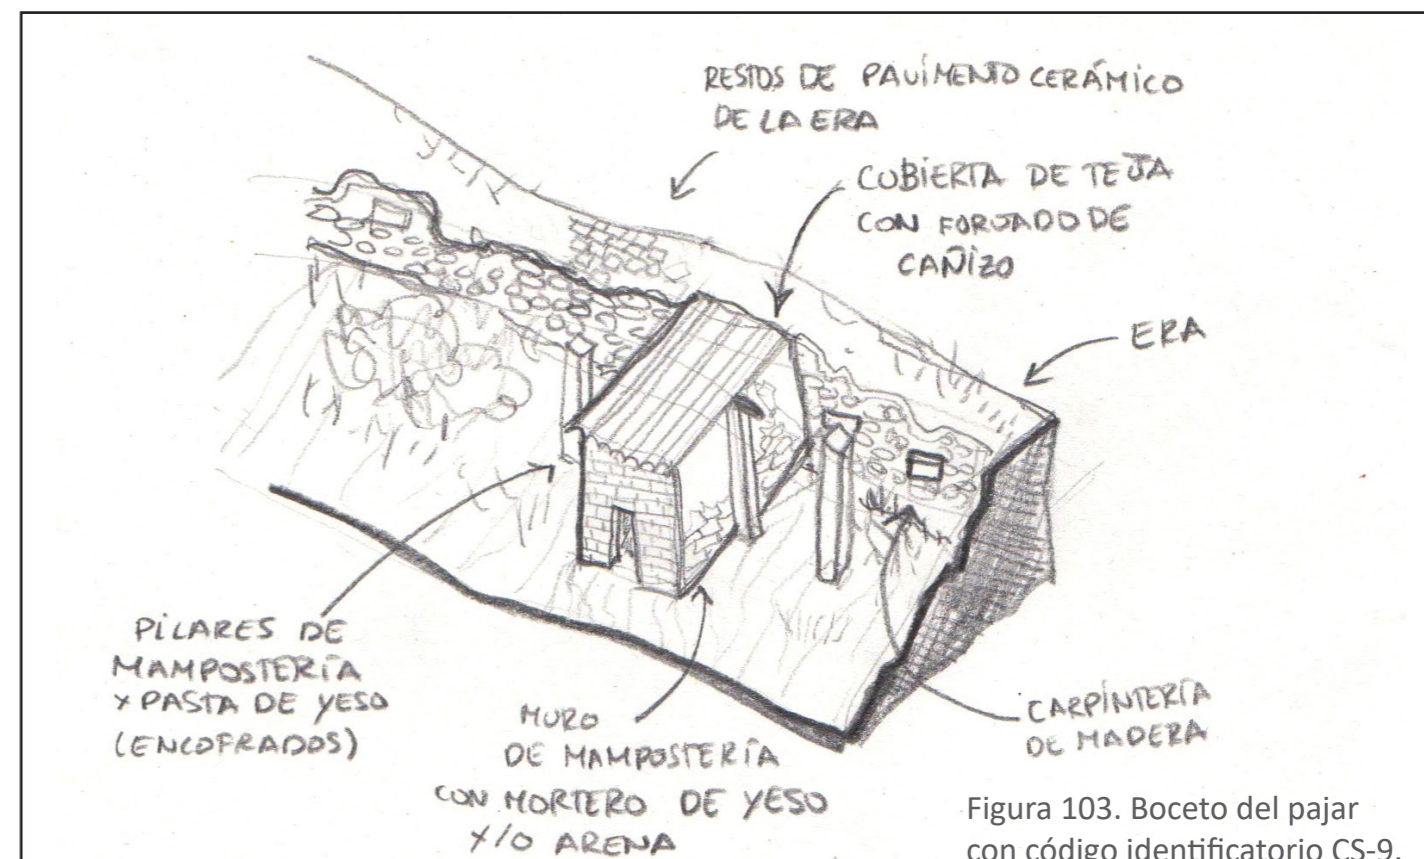 RESTOS DE PAVIMENTO CERÁMICO
DE LA ERA
CUBIERTA DE TEJA
CON FORJADO DE
CAÑIZO
ERA
PILARES DE
MAMPOSTERÍA
Y PASTA DE YESO
(ENCOFRADOS)
MURO
DE MAMPOSTERÍA
CON MORTERO DE YESO
Y/O ARENA
CARPINTERÍA
DE MADERA
Figura 103. Boceto del pajar
con código identificatorio CS-9.